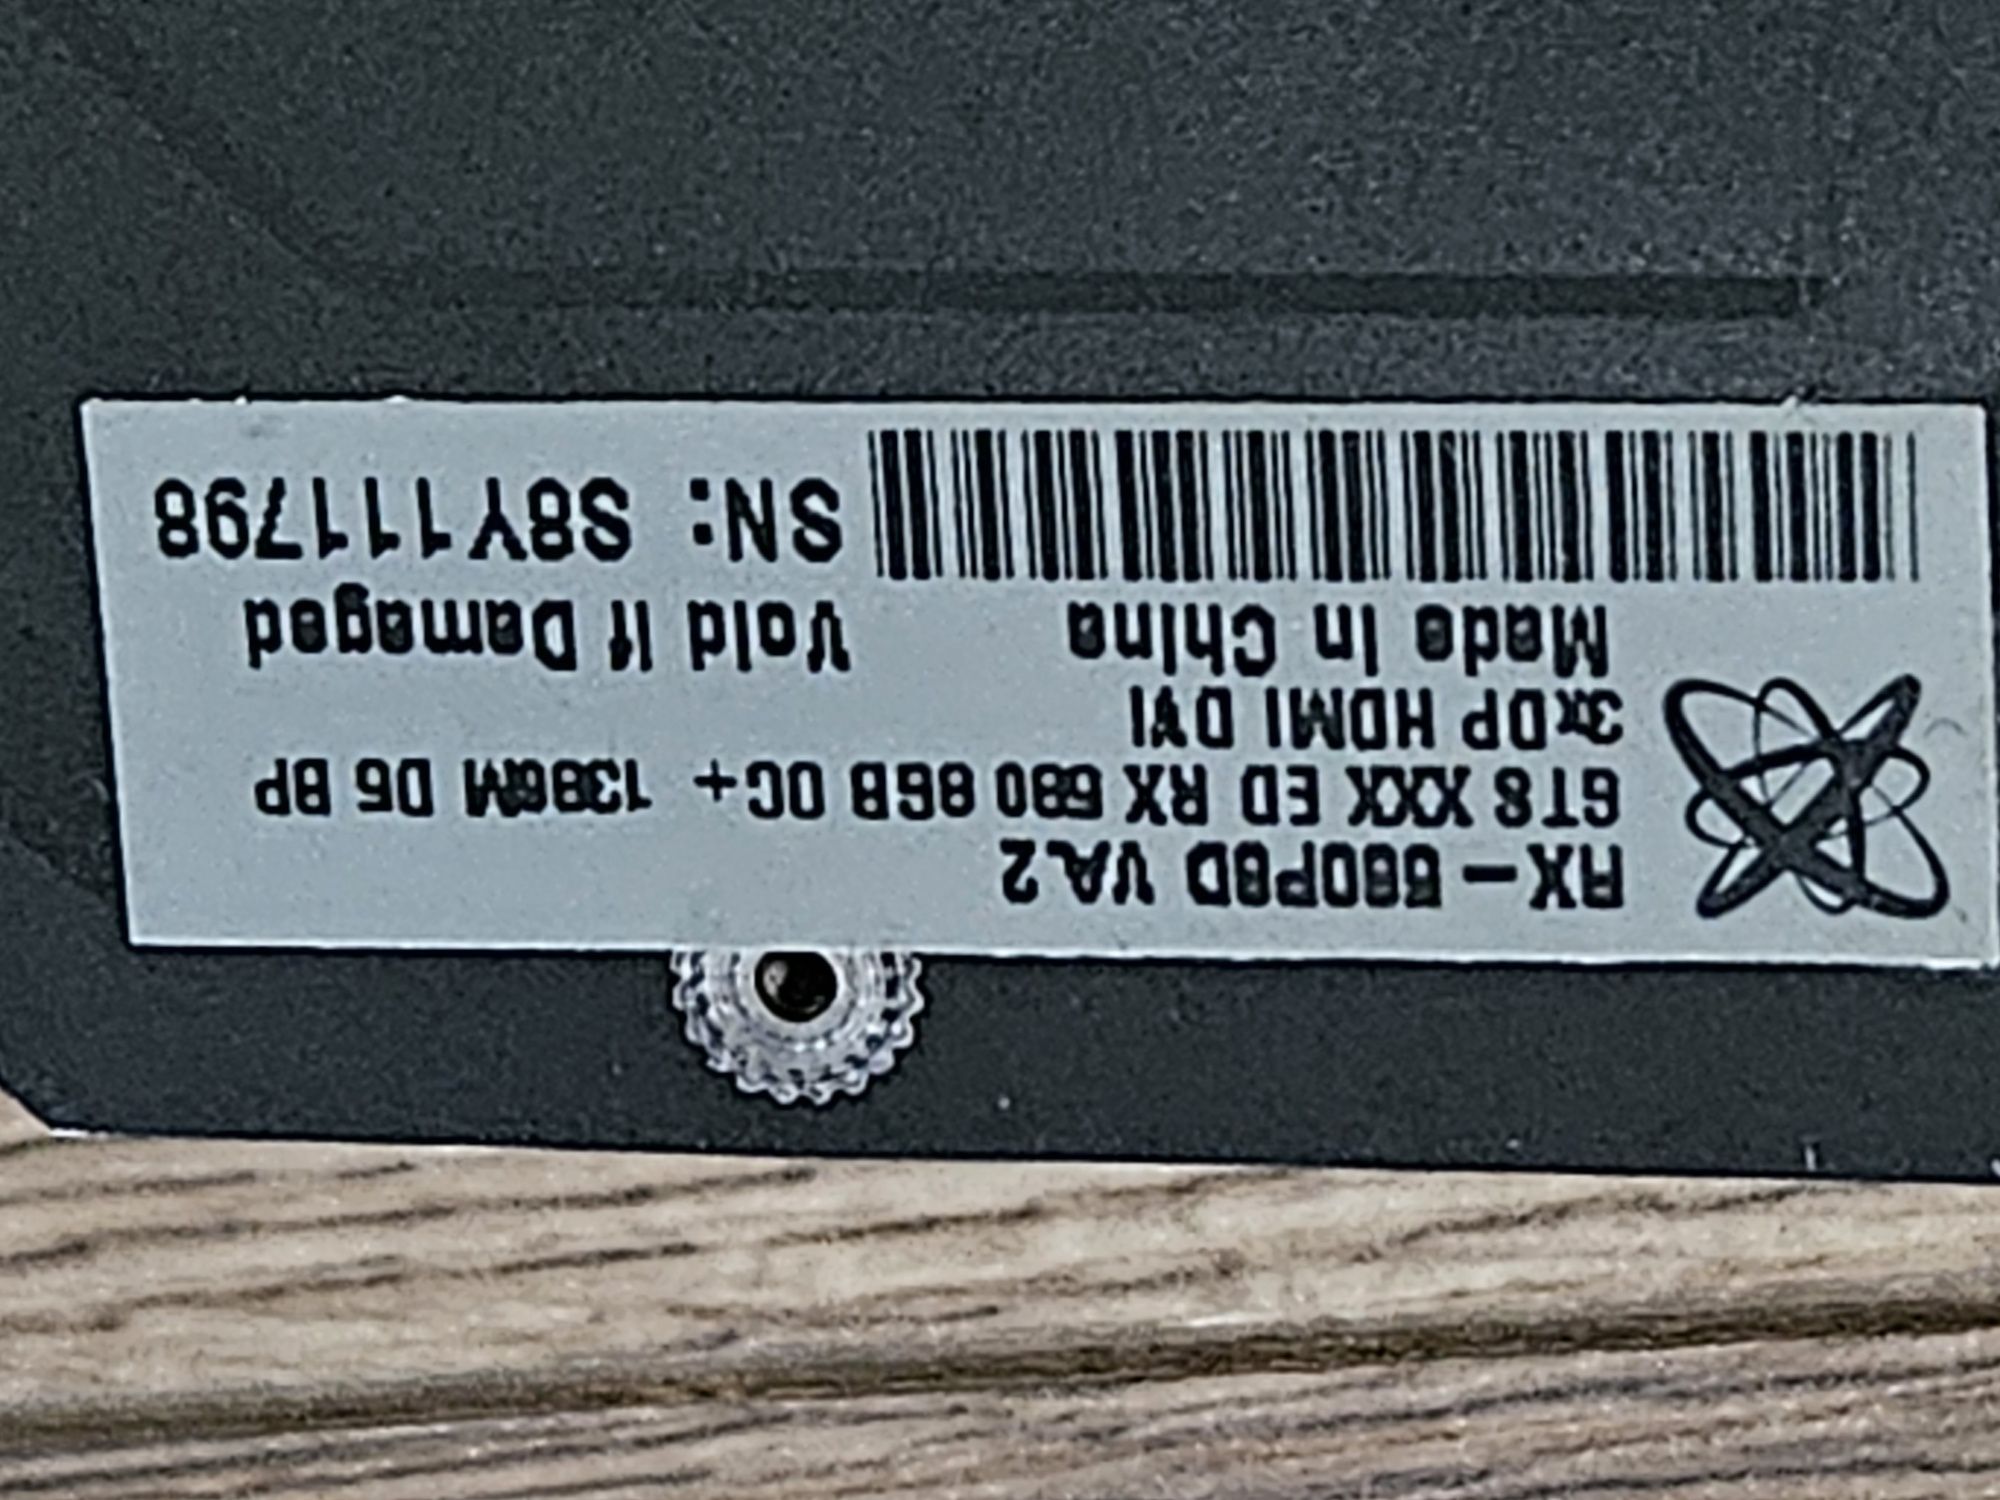 RX-580P8D VA.2
GTS XXX ED RX 580 8GB OC+ 1386M D5 BP
3xDP HDMI DVI
Made In China Void If Damaged
SN: S8Y111798